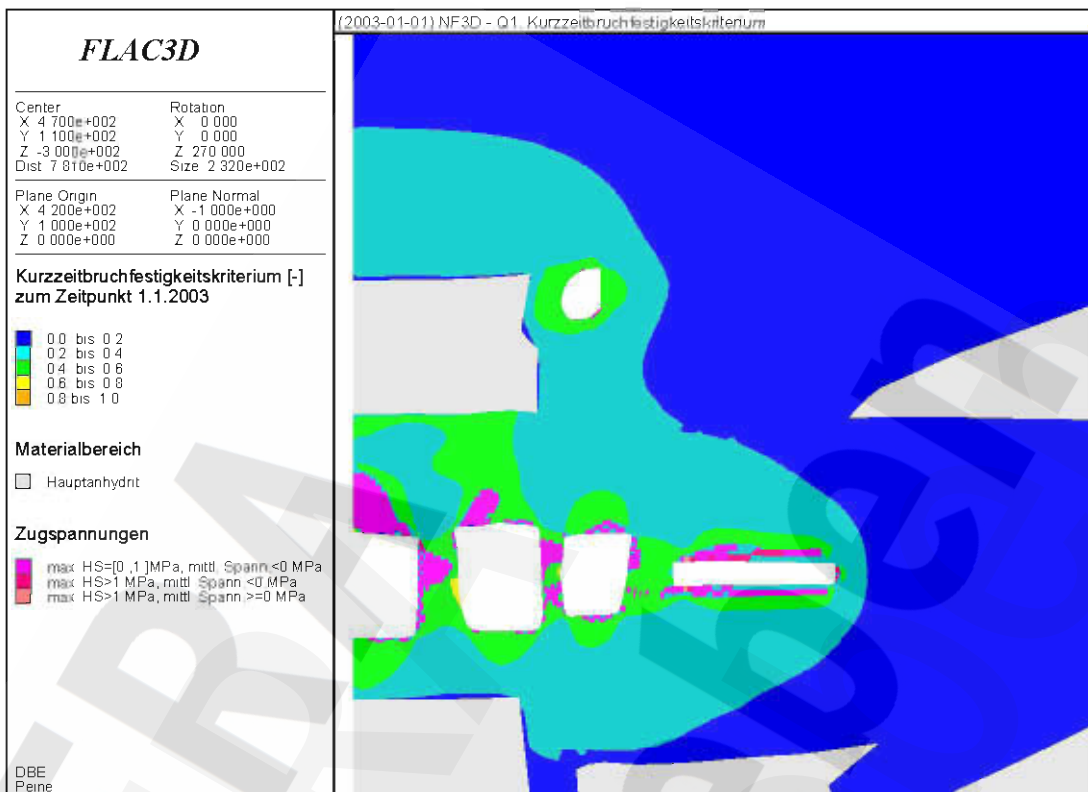 (2003-01-01) NF3D - Q1. Kurzzeitbruchfestigkeitskriterium
FLAC3D
Center
X 4 700e+002
Y 1 100e+002
Z -3 000e+002
Dist 7 810e+002
Rotation
X 0 000
Y 0 000
Z 270 000
Size 2 320e+002
Plane Origin
X 4 200e+002
Y 1 000e+002
Z 0 000e+000
Plane Normal
X -1 000e+000
Y 0 000e+000
Z 0 000e+000
Kurzzeitbruchfestigkeitskriterium [-]
zum Zeitpunkt 1.1.2003
0.0 bis 0 2
0.2 bis 0.4
0.4 bis 0.6
0.6 bis 0.8
0.8 bis 1.0
Materialbereich
Hauptanhydrit
Zugspannungen
max HS=[0 ,1 ]MPa, mittl. Spann.<0 MPa
max HS>1 MPa, mittl Spann.<0 MPa
max HS>1 MPa, mittl Spann.>=0 MPa
DBE
Peine